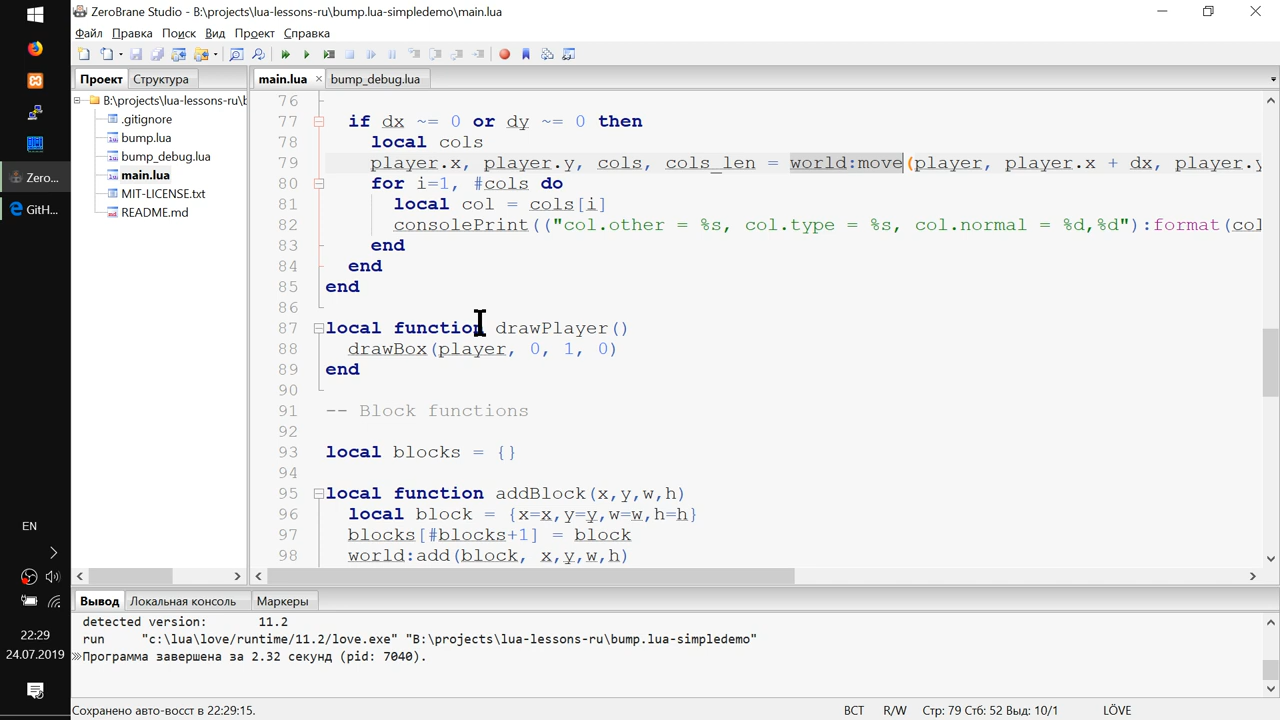 ZeroBrane Studio - B:\projects\lua-lessons-ru\bump.lua-simpledemo\main.lua
Файл Правка Поиск Вид Проект Справка
Проект Структура
main.lua bump_debug.lua
B:\projects\lua-lessons-ru\b
.gitignore
bump.lua
bump_debug.lua
main.lua
MIT-LICENSE.txt
README.md
76
77 if dx ~= 0 or dy ~= 0 then
78 local cols
79 player.x, player.y, cols, cols_len = world:move(player, player.x + dx, player.y
80 for i=1, #cols do
81 local col = cols[i]
82 consolePrint(("col.other = %s, col.type = %s, col.normal = %d,%d"):format(col
83 end
84 end
85 end
86
87 local function drawPlayer()
88 drawBox(player, 0, 1, 0)
89 end
90
91 -- Block functions
92
93 local blocks = {}
94
95 local function addBlock(x,y,w,h)
96 local block = {x=x,y=y,w=w,h=h}
97 blocks[#blocks+1] = block
98 world:add(block, x,y,w,h)
Zero...
GitH...
EN
22:29
24.07.2019
Вывод Локальная консоль Маркеры
detected version: 11.2
run "c:\lua\love/runtime/11.2/love.exe" "B:\projects\lua-lessons-ru\bump.lua-simpledemo"
Программа завершена за 2.32 секунд (pid: 7040).
Сохранено авто-восст в 22:29:15. ВСТ R/W Стр: 79 Стб: 52 Выд: 10/1 LÖVE